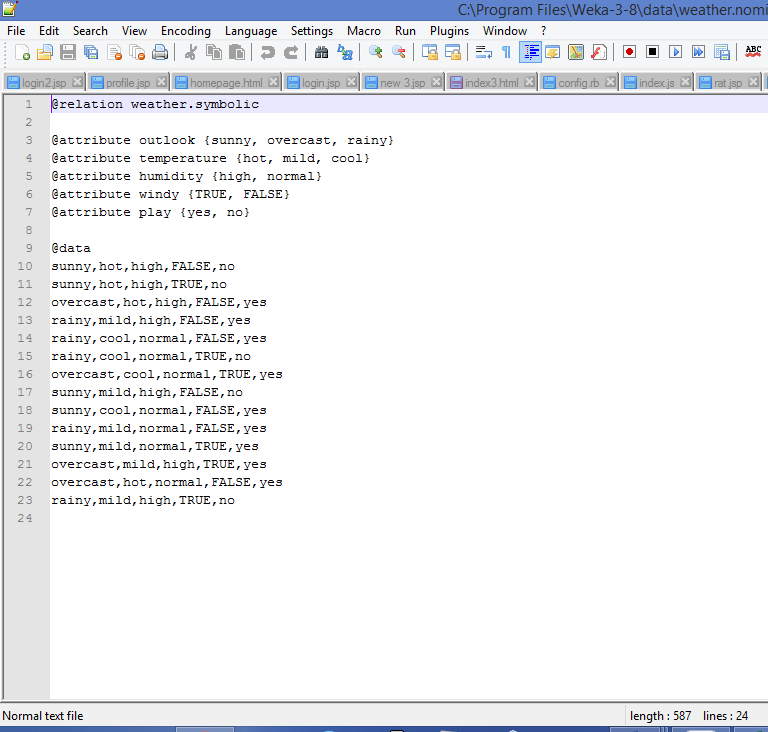 C:\Program Files\Weka-3-8\data\weather.nomi
File Edit Search View Encoding Language Settings Macro Run Plugins Window ?
ABC
login2.jsp profile.jsp homepage.html login.jsp new 3.jsp index3.html config.rb index.js rat.jsp
1 @relation weather.symbolic
2
3 @attribute outlook {sunny, overcast, rainy}
4 @attribute temperature {hot, mild, cool}
5 @attribute humidity {high, normal}
6 @attribute windy {TRUE, FALSE}
7 @attribute play {yes, no}
8
9 @data
10 sunny,hot,high,FALSE,no
11 sunny,hot,high,TRUE,no
12 overcast,hot,high,FALSE,yes
13 rainy,mild,high,FALSE,yes
14 rainy,cool,normal,FALSE,yes
15 rainy,cool,normal,TRUE,no
16 overcast,cool,normal,TRUE,yes
17 sunny,mild,high,FALSE,no
18 sunny,cool,normal,FALSE,yes
19 rainy,mild,normal,FALSE,yes
20 sunny,mild,normal,TRUE,yes
21 overcast,mild,high,TRUE,yes
22 overcast,hot,normal,FALSE,yes
23 rainy,mild,high,TRUE,no
24
Normal text file length : 587 lines : 24